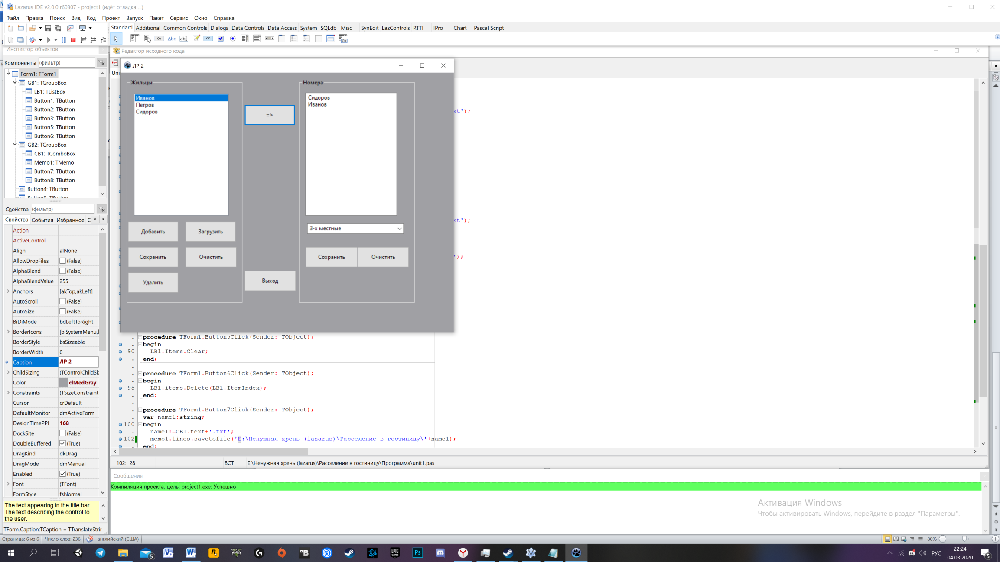 Lazarus IDE v2.0.0 r60307 - project1 (идёт отладка ...)
Файл Правка Поиск Вид Код Проект Запуск Пакет Сервис Окно Справка
Standard Additional Common Controls Dialogs Data Controls Data Access System SQLdb Misc SynEdit LazControls RTTI IPro Chart Pascal Script
Инспектор объектов
Компоненты (фильтр)
Form1: TForm1
GB1: TGroupBox
LB1: TListBox
Button1: TButton
Button2: TButton
Button3: TButton
Button5: TButton
Button6: TButton
GB2: TGroupBox
CB1: TComboBox
Memo1: TMemo
Button7: TButton
Button8: TButton
Button4: TButton
Button9: TButton
Свойства (фильтр)
Свойства События Избранное С
Action
ActiveControl
Align alNone
AllowDropFiles (False)
AlphaBlend (False)
AlphaBlendValue 255
Anchors [akTop,akLeft]
AutoScroll (False)
AutoSize (False)
BiDiMode bdLeftToRight
BorderIcons [biSystemMenu,
BorderStyle bsSizeable
BorderWidth 0
Caption ЛР 2
ChildSizing (TControlChildSi
Color clMedGray
Constraints (TSizeConstraint
Cursor crDefault
DefaultMonitor dmActiveForm
DesignTimePPI 168
DockSite (False)
DoubleBuffered (True)
DragKind dkDrag
DragMode dmManual
Enabled (True)
Font (TFont)
FormStyle fsNormal
The text appearing in the title bar.
The text describing the control to
the user.
TForm.Caption:TCaption = TTranslateStrir
Редактор исходного кода
Uni
ЛР 2
Жильцы
Иванов
Петров
Сидоров
=>
Номера
Сидоров
Иванов
3-х местные
Добавить Загрузить
Сохранить Очистить
Удалить
Выход
Сохранить Очистить
xt');
xt');
');
procedure TForm1.Button5Click(Sender: TObject);
begin
90 LB1.Items.Clear;
end;
procedure TForm1.Button6Click(Sender: TObject);
begin
95 LB1.items.Delete(LB1.ItemIndex);
end;
procedure TForm1.Button7Click(Sender: TObject);
var name1:string;
100 begin
name1:=CB1.text+'.txt';
102 memo1.lines.savetofile('E:\Ненужная хрень (lazarus)\Расселение в гостиницу\'+name1);
end;
102: 28 ВСТ E:\Ненужная хрень (lazarus)\Расселение в гостиницу\Программа\unit1.pas
Сообщения
Компиляция проекта, цель: project1.exe: Успешно
Активация Windows
Чтобы активировать Windows, перейдите в раздел "Параметры".
Страница: 6 из 6 Число слов: 236 английский (США) 80%
РУС 22:24
04.03.2020